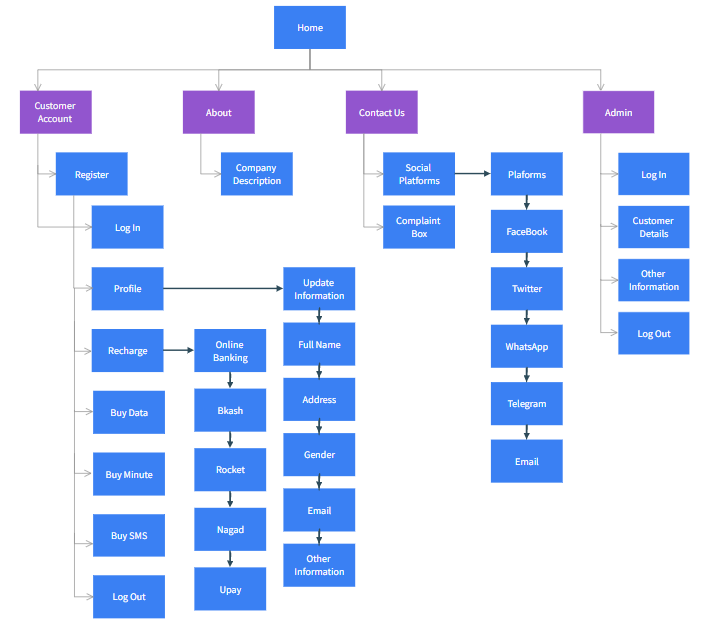 Home
Customer
Account
About
Contact Us
Admin
Register
Company
Description
Social
Platforms
Plaforms
Log In
Log In
Complaint
Box
FaceBook
Customer
Details
Profile
Update
Information
Twitter
Other
Information
Recharge
Online
Banking
Full Name
WhatsApp
Log Out
Buy Data
Bkash
Address
Telegram
Buy Minute
Rocket
Gender
Email
Buy SMS
Nagad
Email
Log Out
Upay
Other
Information